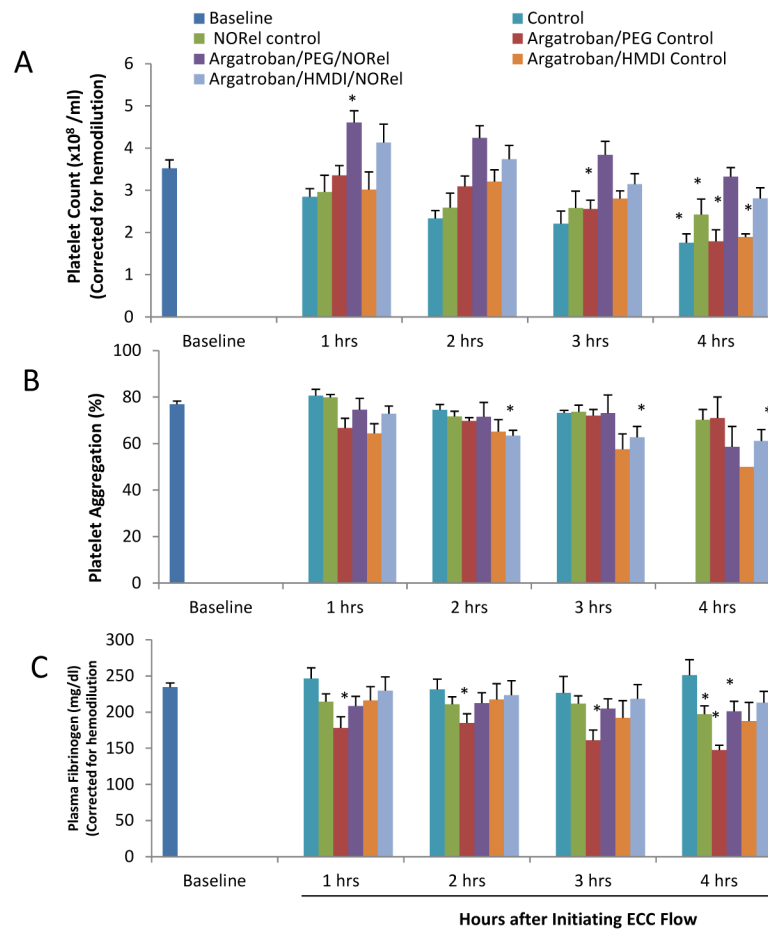 Baseline
Control
NORel control
Argatroban/PEG Control
Argatroban/PEG/NORel
Argatroban/HMDI Control
Argatroban/HMDI/NORel
A
Platelet Count (x10⁸ /ml)
(Corrected for hemodilution)
6
5
4
3
2
1
0
*
*
*
*
*
*
Baseline
1 hrs
2 hrs
3 hrs
4 hrs
B
Platelet Aggregation (%)
100
80
60
40
20
0
*
*
*
Baseline
1 hrs
2 hrs
3 hrs
4 hrs
C
Plasma Fibrinogen (mg/dl)
(Corrected for hemodilution
300
250
200
150
100
50
0
*
*
*
*
*
*
Baseline
1 hrs
2 hrs
3 hrs
4 hrs
Hours after Initiating ECC Flow